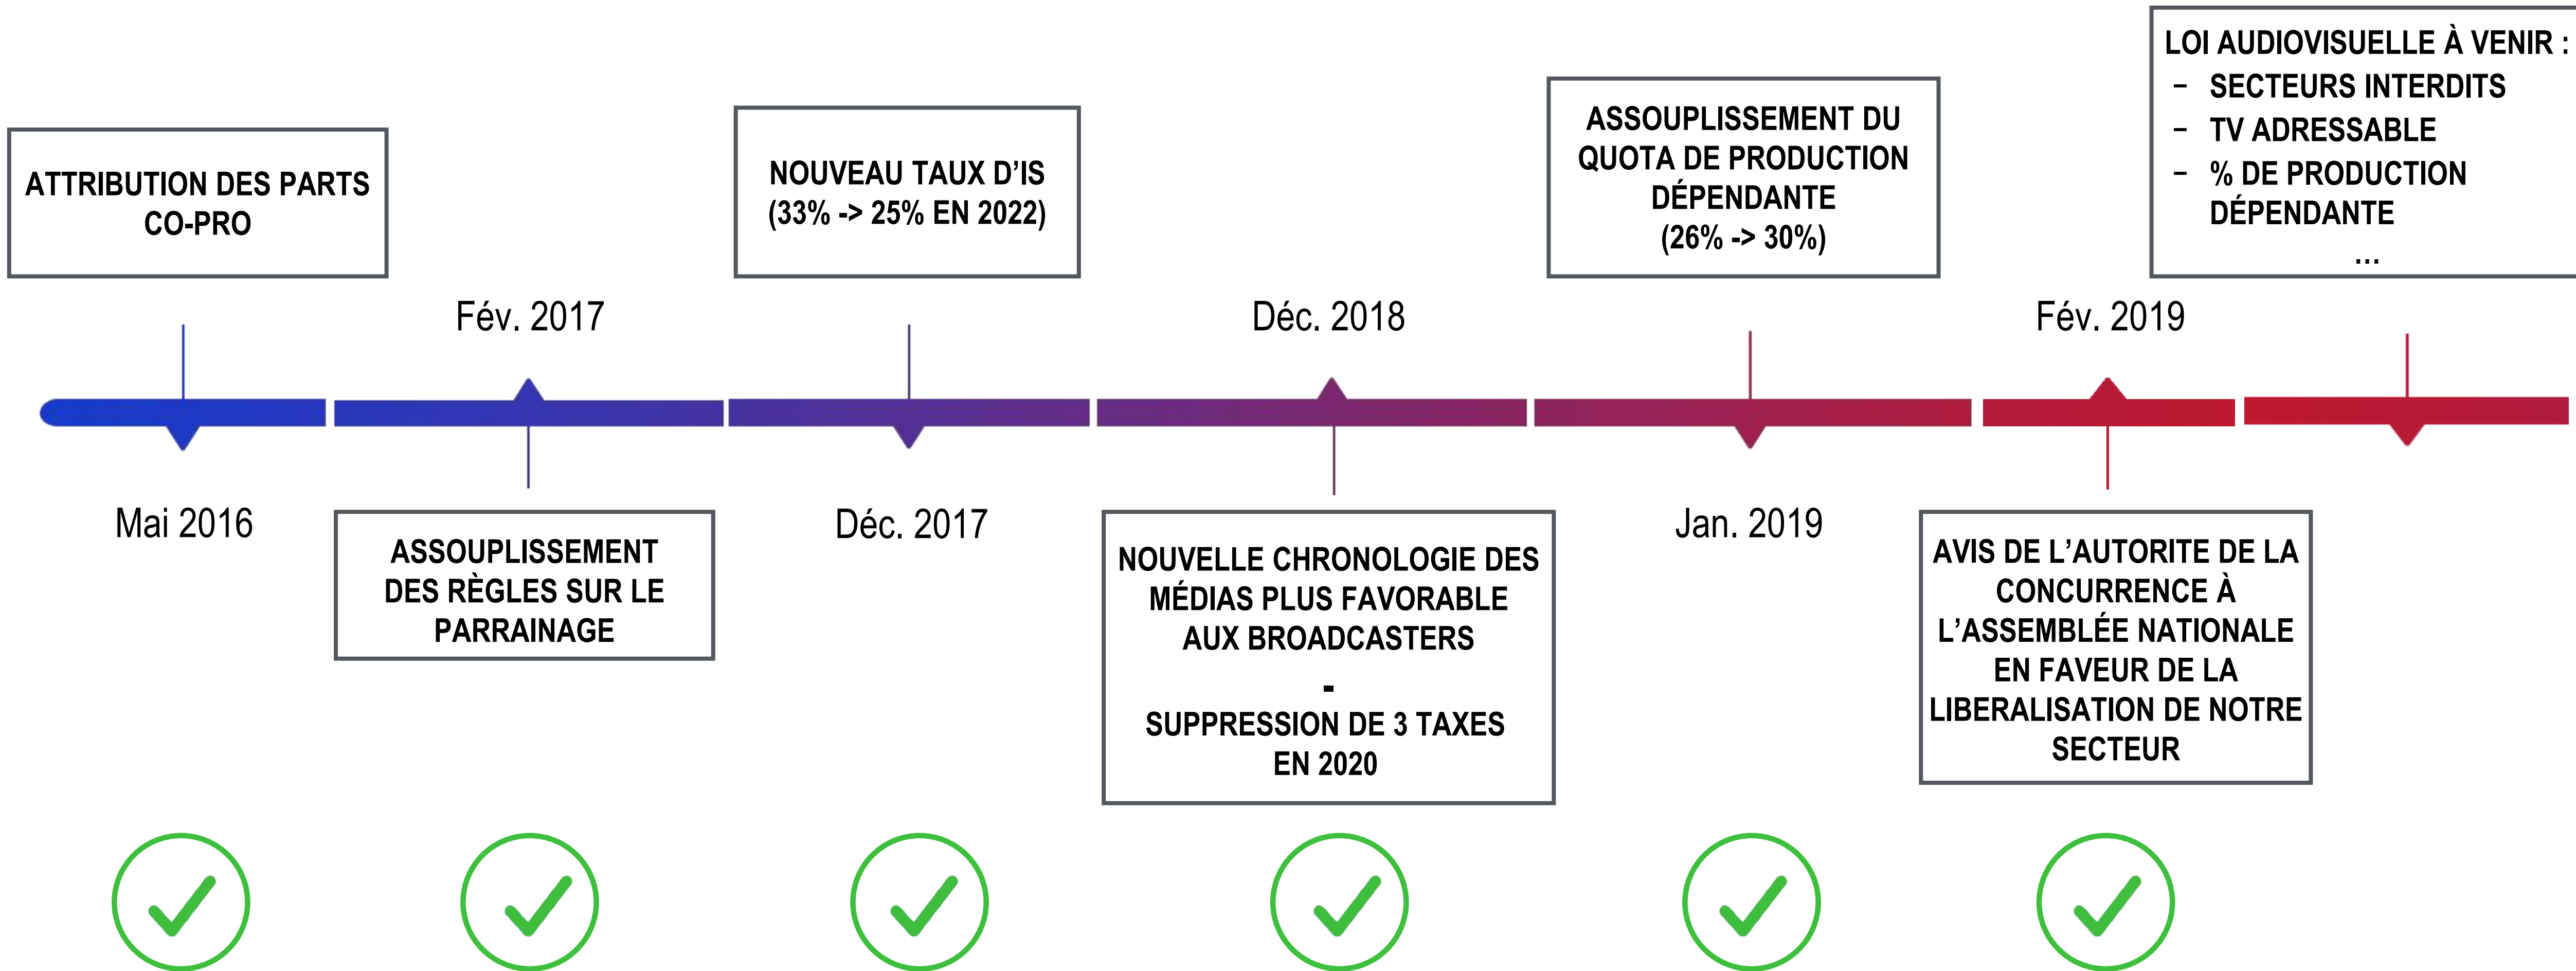 ATTRIBUTION DES PARTS
CO-PRO
Mai 2016
Fév. 2017
ASSOUPLISSEMENT
DES RÈGLES SUR LE
PARRAINAGE
NOUVEAU TAUX D’IS
(33% -> 25% EN 2022)
Déc. 2017
Déc. 2018
NOUVELLE CHRONOLOGIE DES
MÉDIAS PLUS FAVORABLE
AUX BROADCASTERS
-
SUPPRESSION DE 3 TAXES
EN 2020
ASSOUPLISSEMENT DU
QUOTA DE PRODUCTION
DÉPENDANTE
(26% -> 30%)
Jan. 2019
Fév. 2019
AVIS DE L’AUTORITE DE LA
CONCURRENCE À
L’ASSEMBLÉE NATIONALE
EN FAVEUR DE LA
LIBERALISATION DE NOTRE
SECTEUR
LOI AUDIOVISUELLE À VENIR :
– SECTEURS INTERDITS
– TV ADRESSABLE
– % DE PRODUCTION
DÉPENDANTE
...